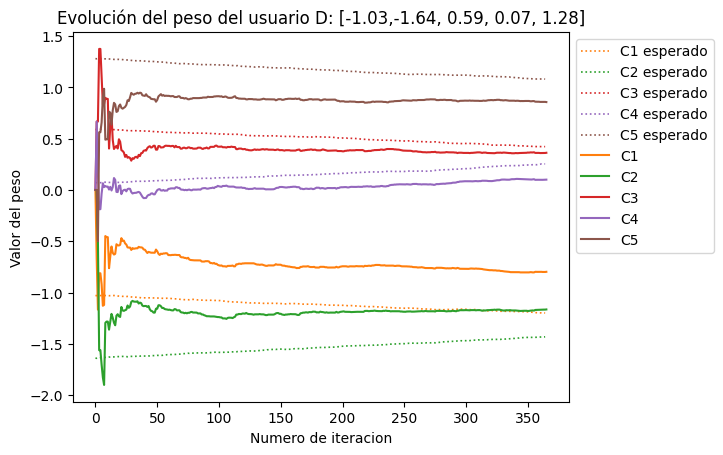 Evolución del peso del usuario D: [-1.03,-1.64, 0.59, 0.07, 1.28]
1.5
1.0
0.5
0.0
−0.5
−1.0
−1.5
−2.0
Valor del peso
0 50 100 150 200 250 300 350
Numero de iteracion
C1 esperado
C2 esperado
C3 esperado
C4 esperado
C5 esperado
C1
C2
C3
C4
C5